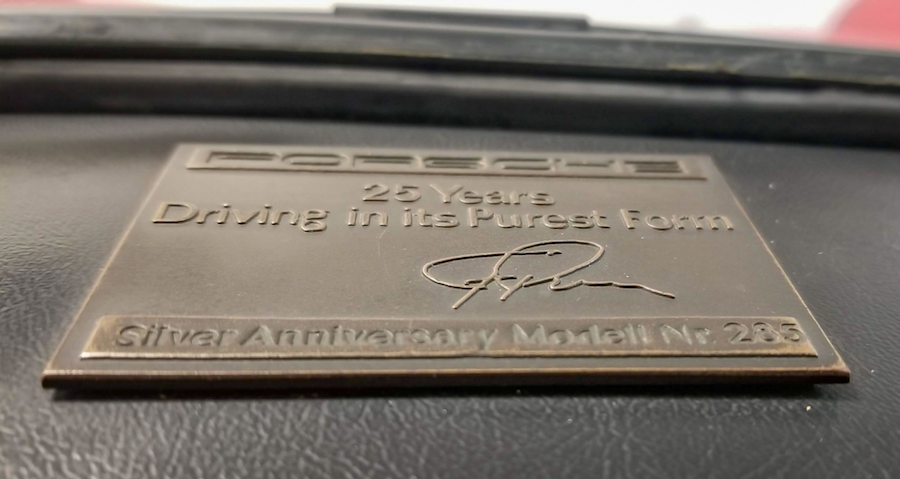 PORSCHE
25 Years
Driving in its Purest Form
Silver Anniversary Modell Nr. 285